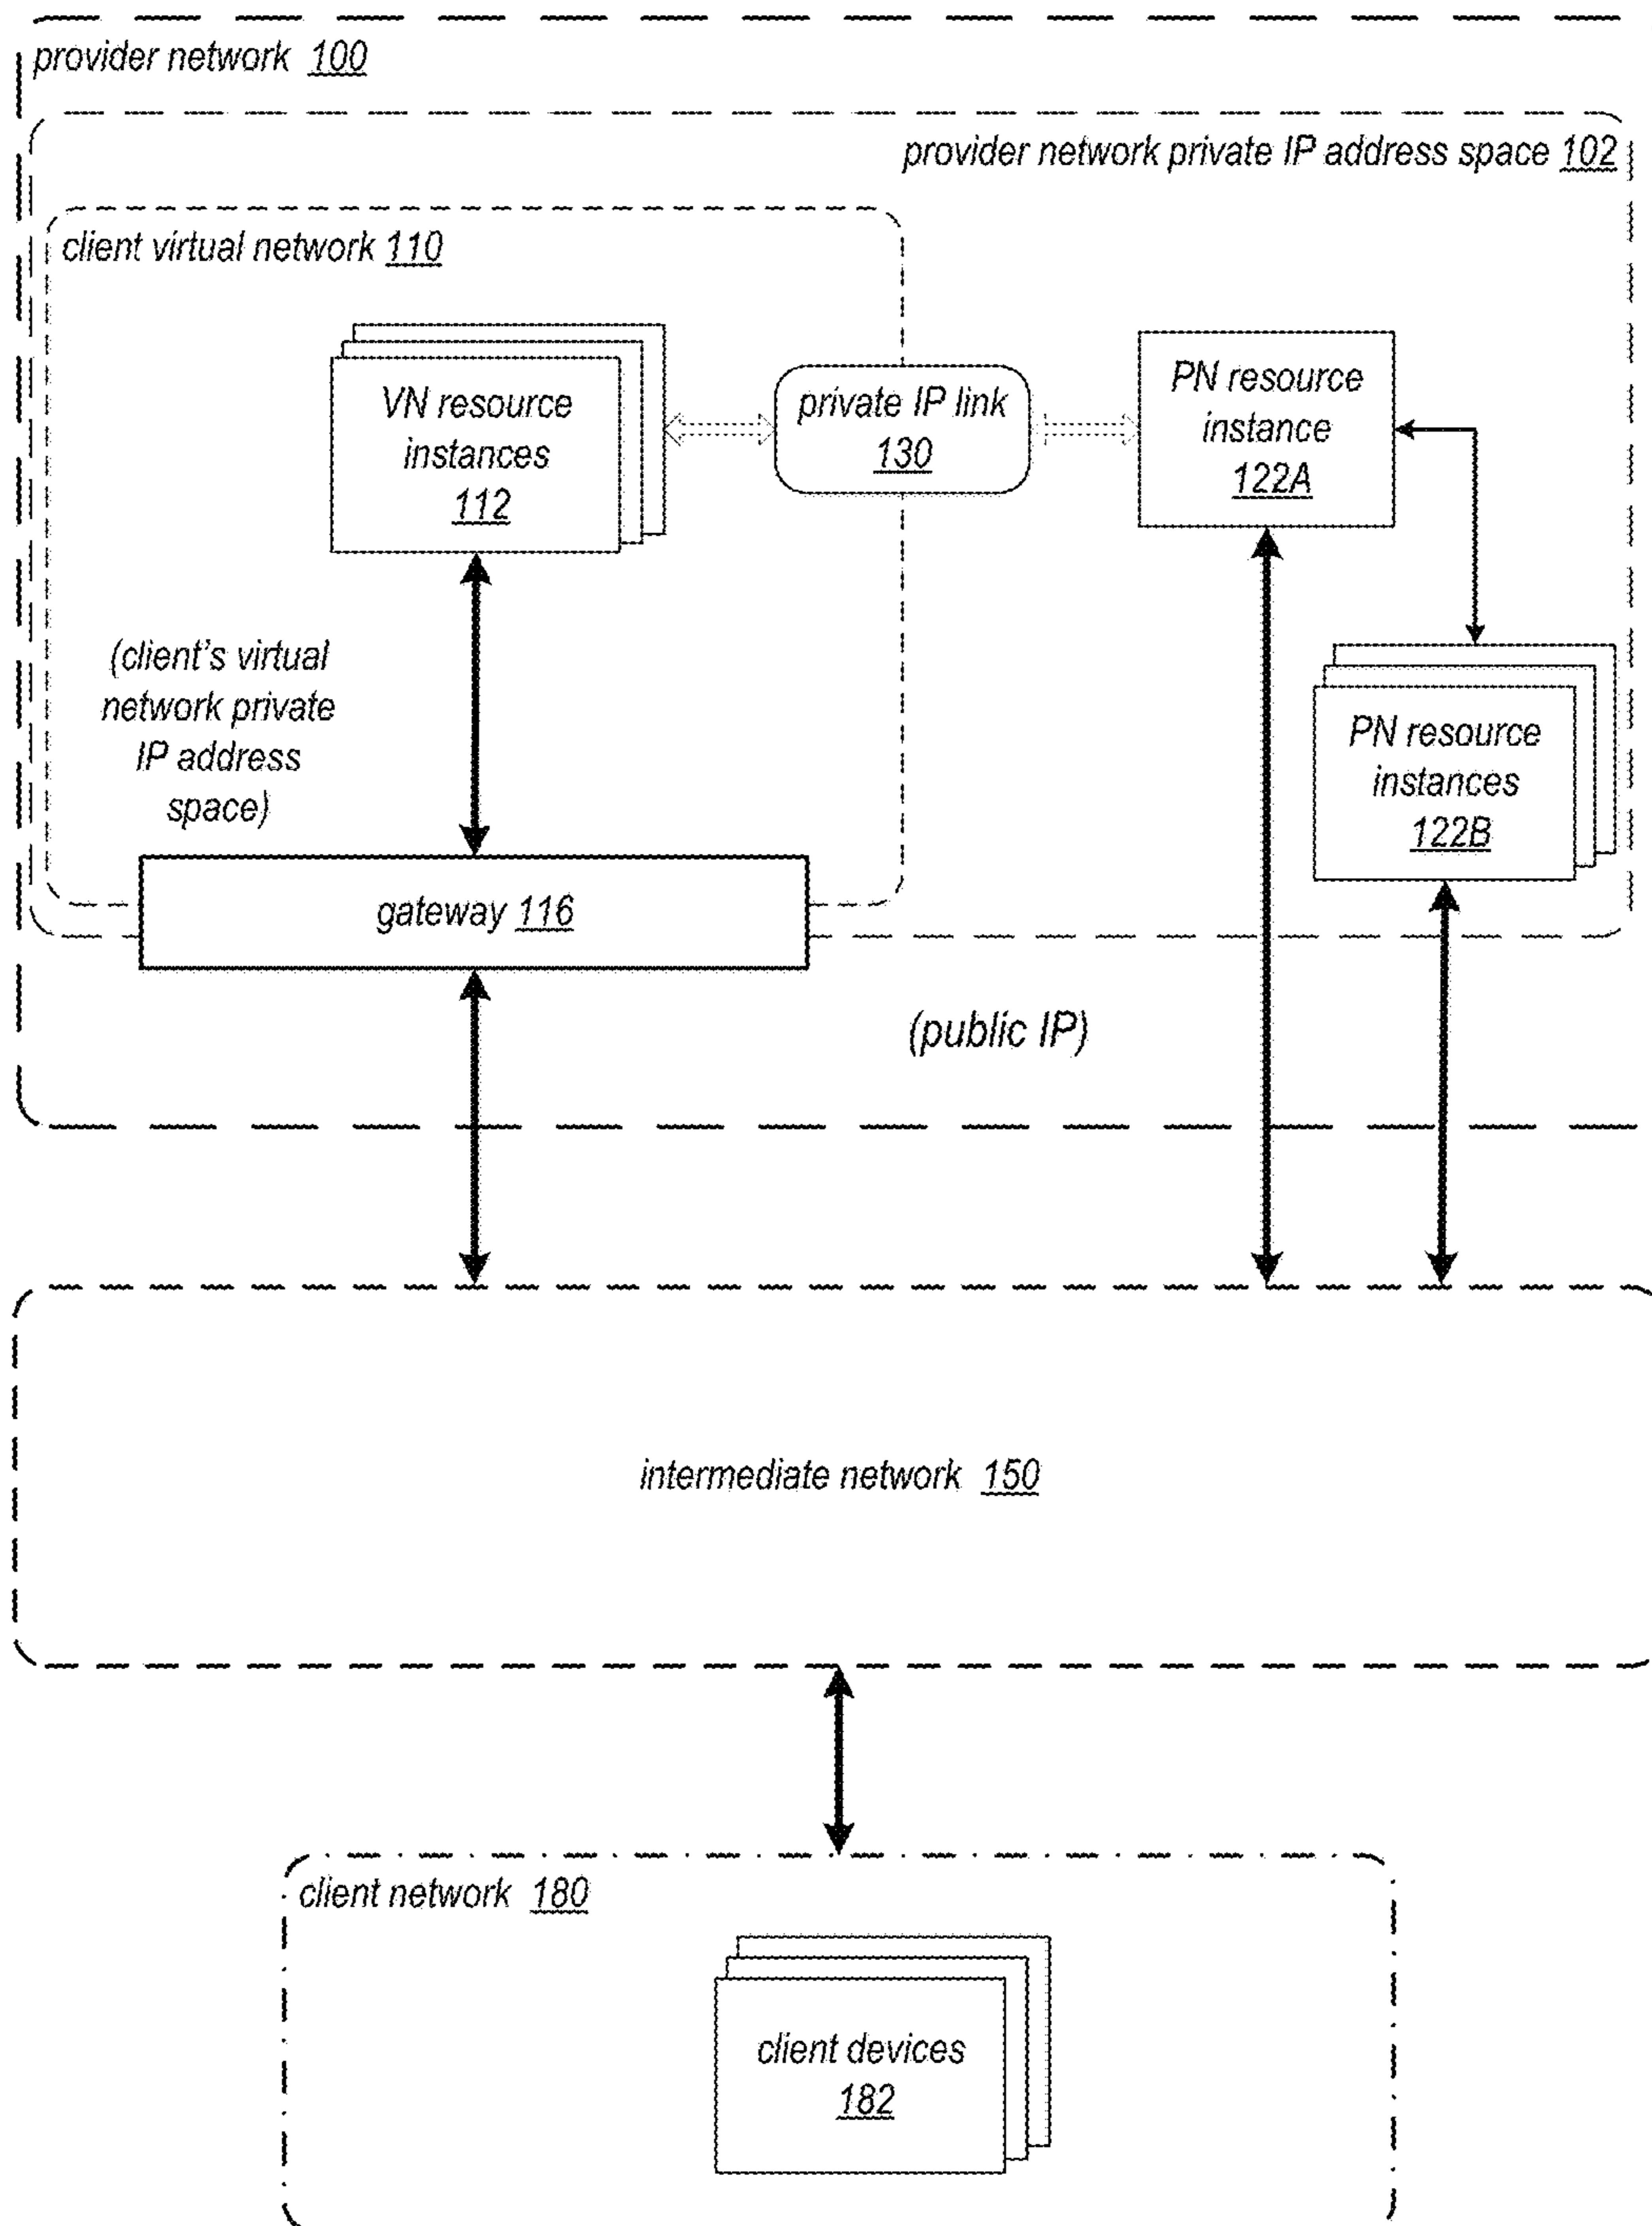 provider network 100
provider network private IP address space 102
client virtual network 110
VN resource
instances
112
private IP link
130
PN resource
instance
122A
(client's virtual
network private
IP address
space)
PN resource
instances
122B
gateway 116
(public IP)
intermediate network 150
client network 180
client devices
182